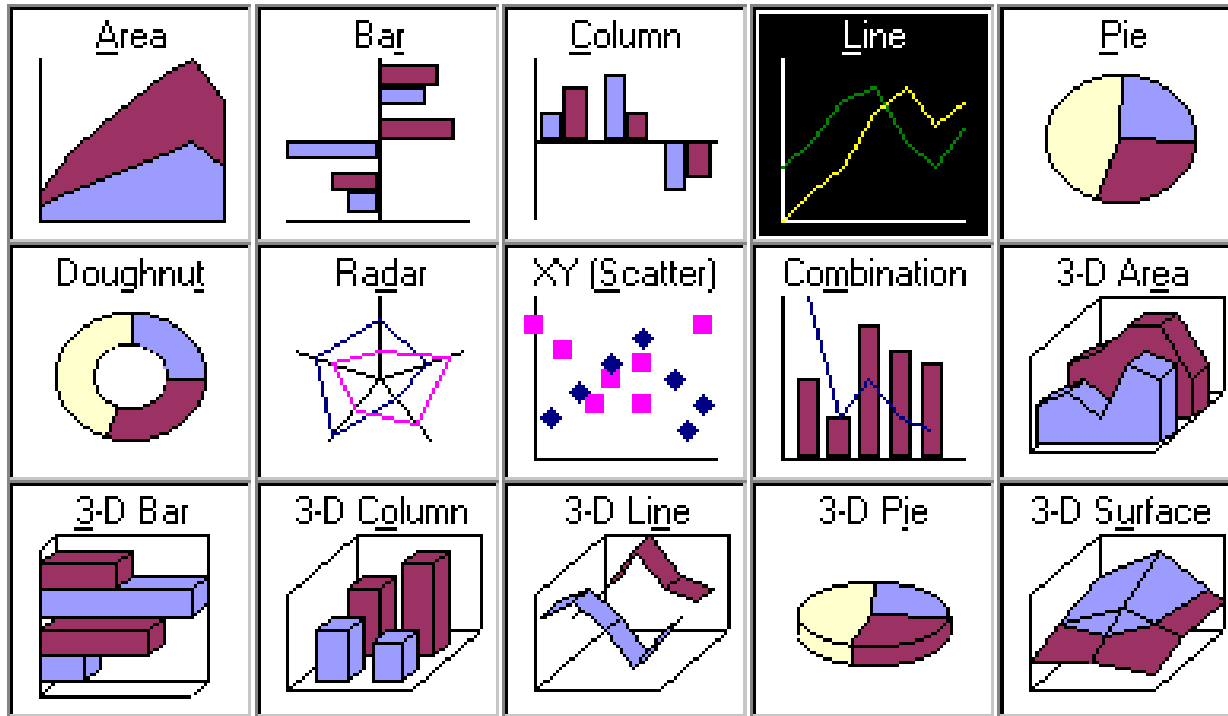 Area
Bar
Column
Line
Pie
Doughnut
Radar
XY (Scatter)
Combination
3-D Area
3-D Bar
3-D Column
3-D Line
3-D Pie
3-D Surface